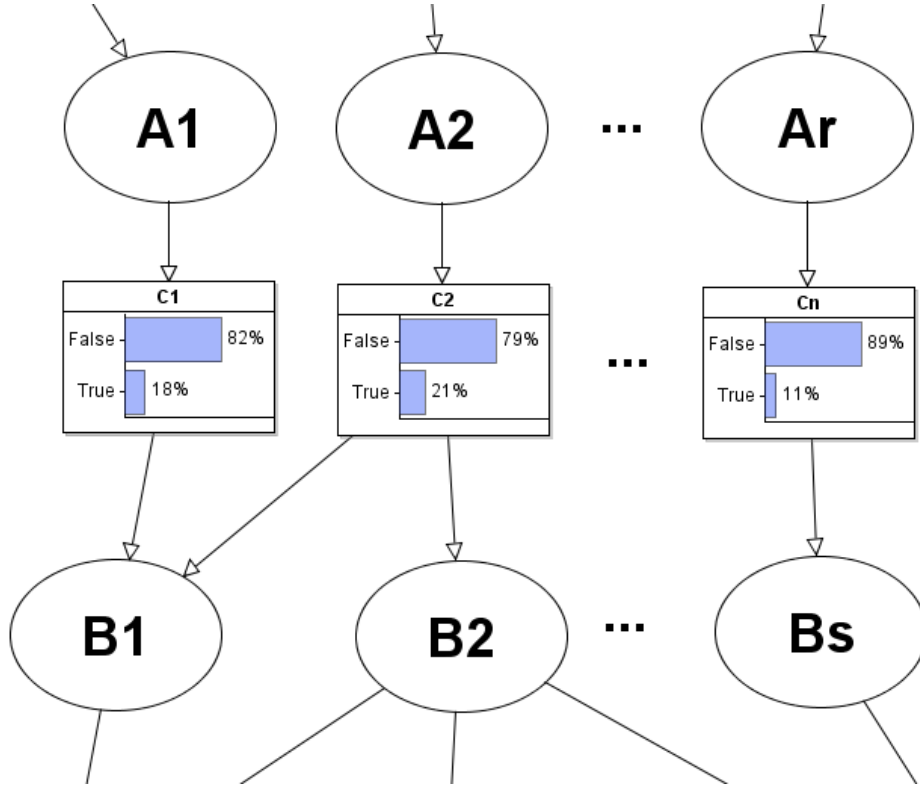 A1 A2 ... Ar
C1 C2 Cn
False 82% False 79% False 89%
...
True 18% True 21% True 11%
B1 B2 ... Bs